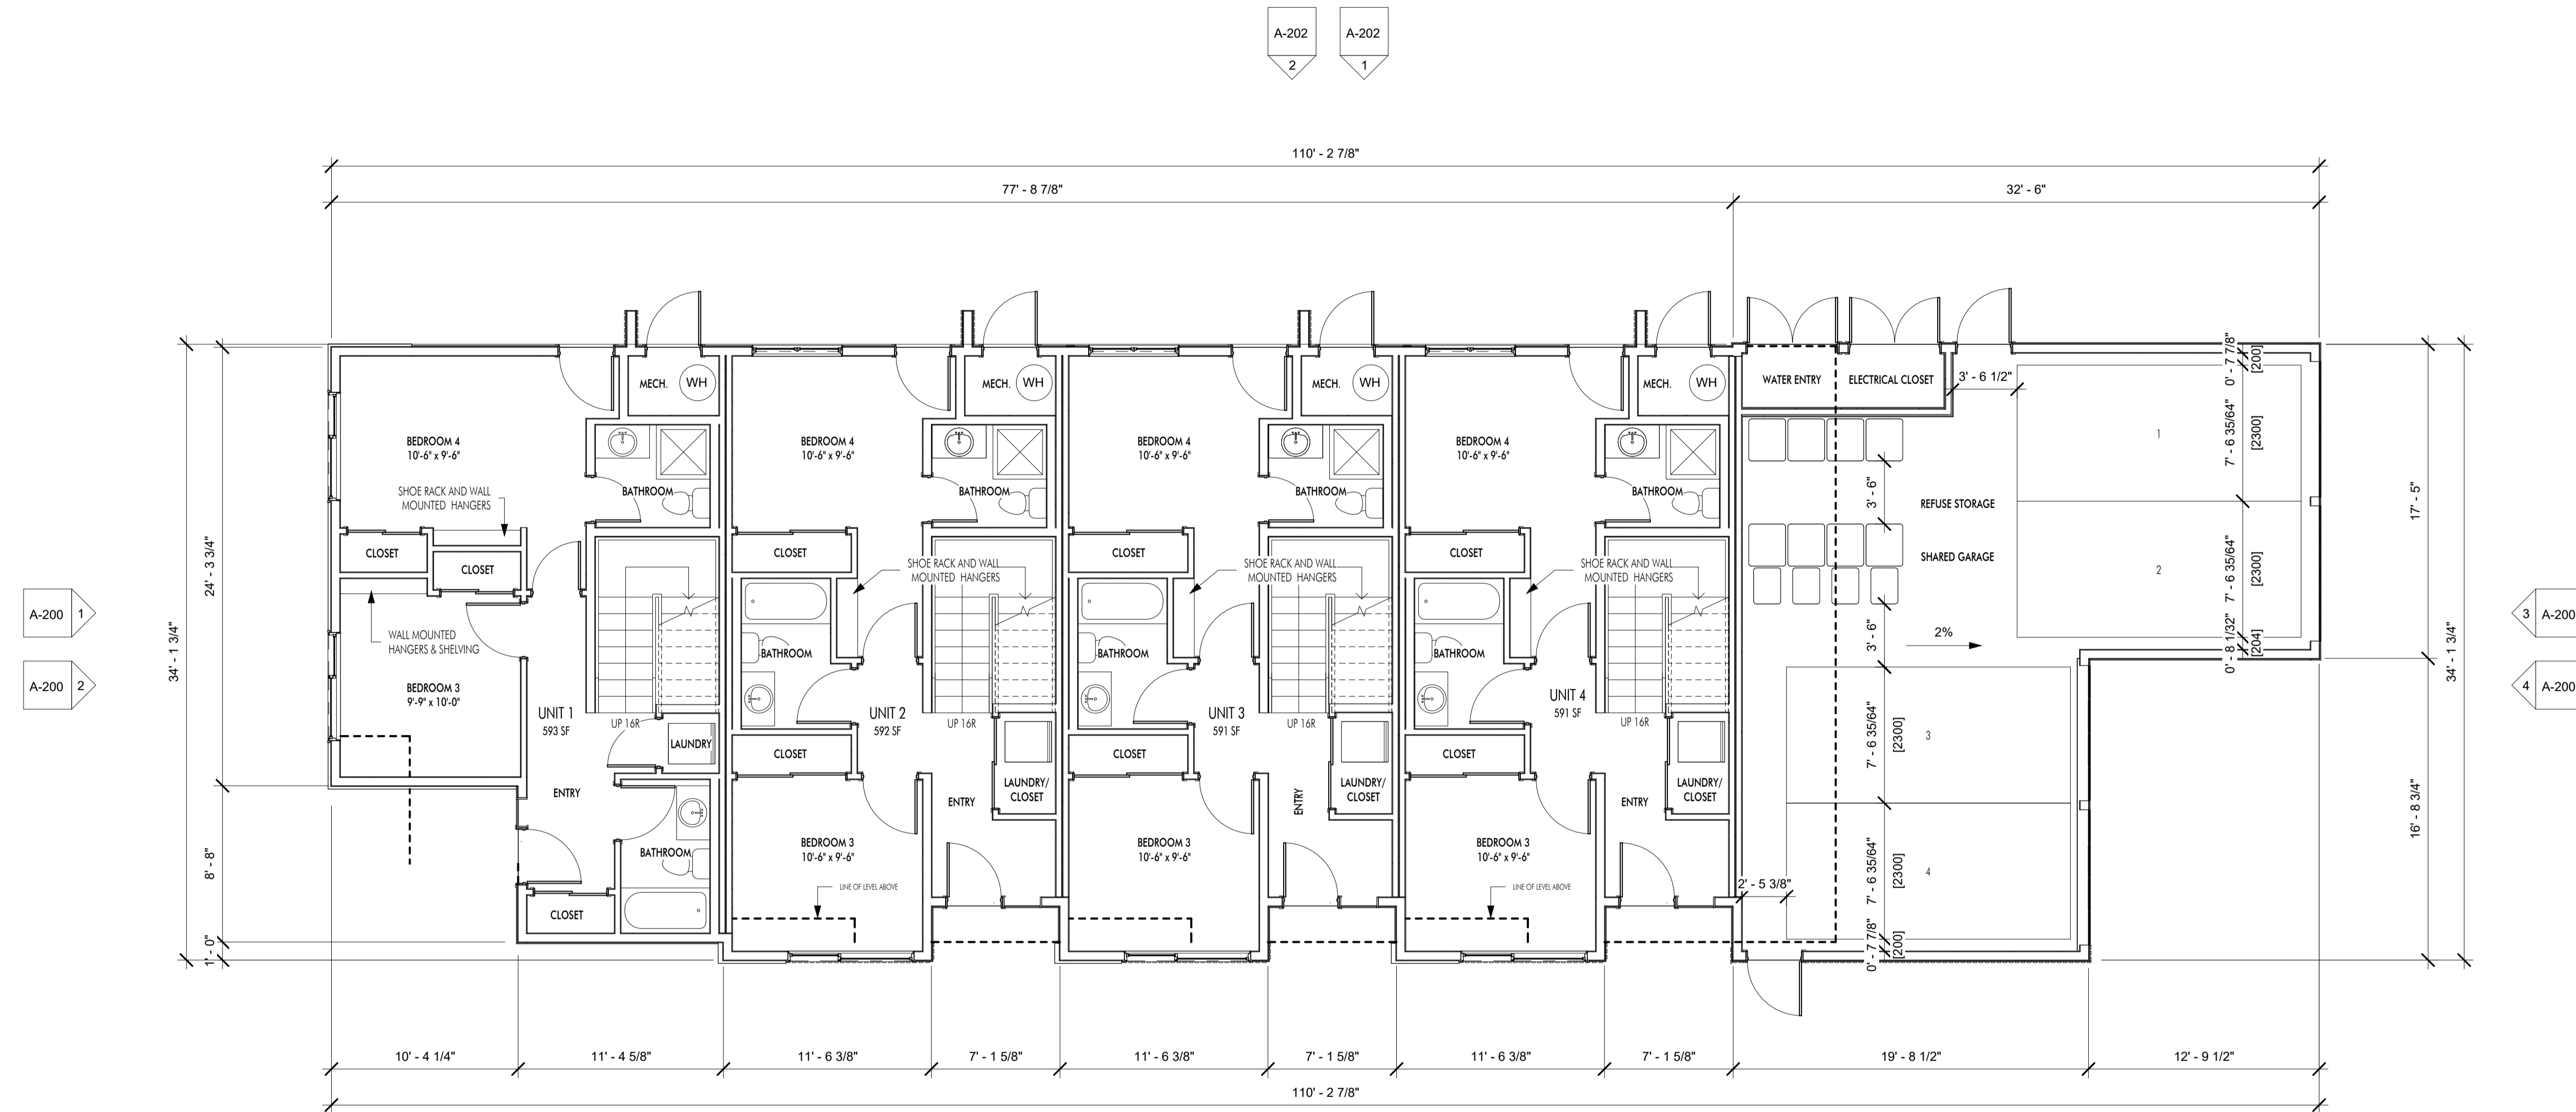 A-202
A-202
2
1
110' - 2 7/8"
77' - 8 7/8"
32' - 6"
MECH.
WH
MECH.
WH
MECH.
WH
MECH.
WH
WATER ENTRY
ELECTRICAL CLOSET
3' - 6 1/2"
0' - 7 7/8"
[200]
BEDROOM 4
10'-6" x 9'-6"
BEDROOM 4
10'-6" x 9'-6"
BEDROOM 4
10'-6" x 9'-6"
BEDROOM 4
10'-6" x 9'-6"
1
7' - 6 35/64"
[2300]
SHOE RACK AND WALL
MOUNTED HANGERS
BATHROOM
BATHROOM
BATHROOM
BATHROOM
3' - 6"
REFUSE STORAGE
17' - 5"
24' - 3 3/4"
CLOSET
CLOSET
CLOSET
CLOSET
CLOSET
SHOE RACK AND WALL
MOUNTED HANGERS
SHOE RACK AND WALL
MOUNTED HANGERS
SHOE RACK AND WALL
MOUNTED HANGERS
SHARED GARAGE
2
7' - 6 35/64"
[2300]
A-200
1
3
A-200
WALL MOUNTED
HANGERS & SHELVING
BATHROOM
BATHROOM
BATHROOM
3' - 6"
2%
0' - 8 1/32"
[204]
34' - 1 3/4"
34' - 1 3/4"
A-200
2
4
A-200
BEDROOM 3
9'-9" x 10'-0"
UNIT 1
593 SF
UP 16R
UNIT 2
592 SF
UP 16R
UNIT 3
591 SF
UP 16R
UNIT 4
591 SF
UP 16R
7' - 6 35/64"
[2300]
3
LAUNDRY
CLOSET
CLOSET
CLOSET
LAUNDRY/
CLOSET
LAUNDRY/
CLOSET
LAUNDRY/
CLOSET
ENTRY
ENTRY
ENTRY
ENTRY
16' - 8 3/4"
8' - 8"
BATHROOM
BEDROOM 3
10'-6" x 9'-6"
BEDROOM 3
10'-6" x 9'-6"
BEDROOM 3
10'-6" x 9'-6"
7' - 6 35/64"
[2300]
4
LINE OF LEVEL ABOVE
LINE OF LEVEL ABOVE
2' - 5 3/8"
CLOSET
0' - 7 7/8"
[200]
1' - 0"
10' - 4 1/4"
11' - 4 5/8"
11' - 6 3/8"
7' - 1 5/8"
11' - 6 3/8"
7' - 1 5/8"
11' - 6 3/8"
7' - 1 5/8"
19' - 8 1/2"
12' - 9 1/2"
110' - 2 7/8"